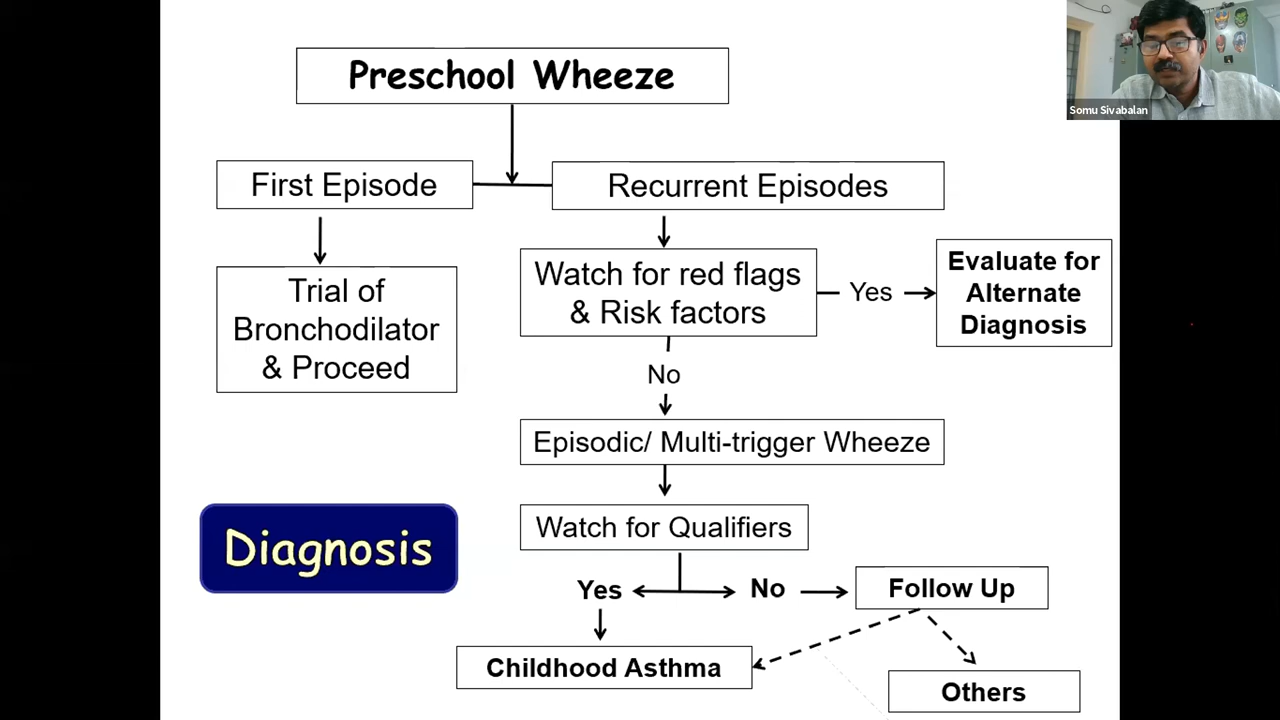 Preschool Wheeze
Somu Sivabalan
First Episode
Recurrent Episodes
Trial of
Bronchodilator
& Proceed
Watch for red flags
& Risk factors
Yes
Evaluate for
Alternate
Diagnosis
No
Episodic/ Multi-trigger Wheeze
Watch for Qualifiers
Diagnosis
Yes
No
Follow Up
Childhood Asthma
Others